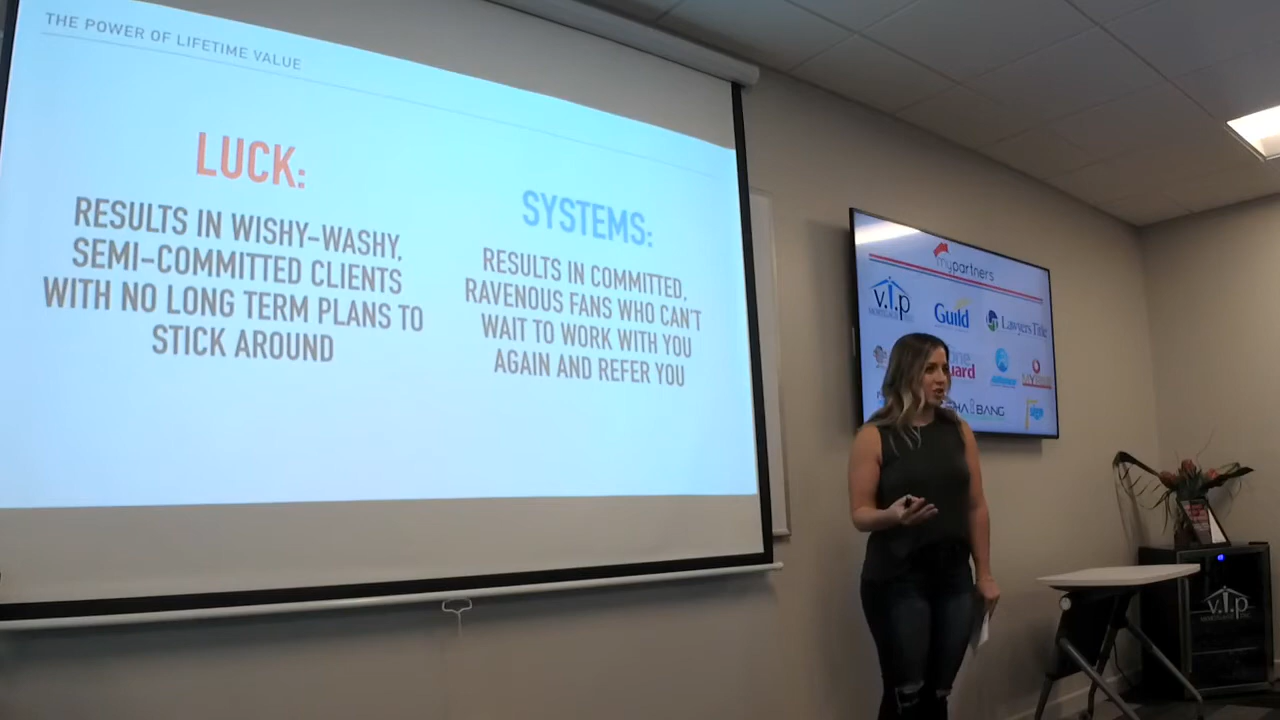 THE POWER OF LIFETIME VALUE
LUCK:
RESULTS IN WISHY-WASHY,
SEMI-COMMITTED CLIENTS
WITH NO LONG TERM PLANS TO
STICK AROUND
SYSTEMS:
RESULTS IN COMMITTED,
RAVENOUS FANS WHO CAN'T
WAIT TO WORK WITH YOU
AGAIN AND REFER YOU
mypartners
v.i.p
Guild
Lawyers Title
BANG
v.i.p